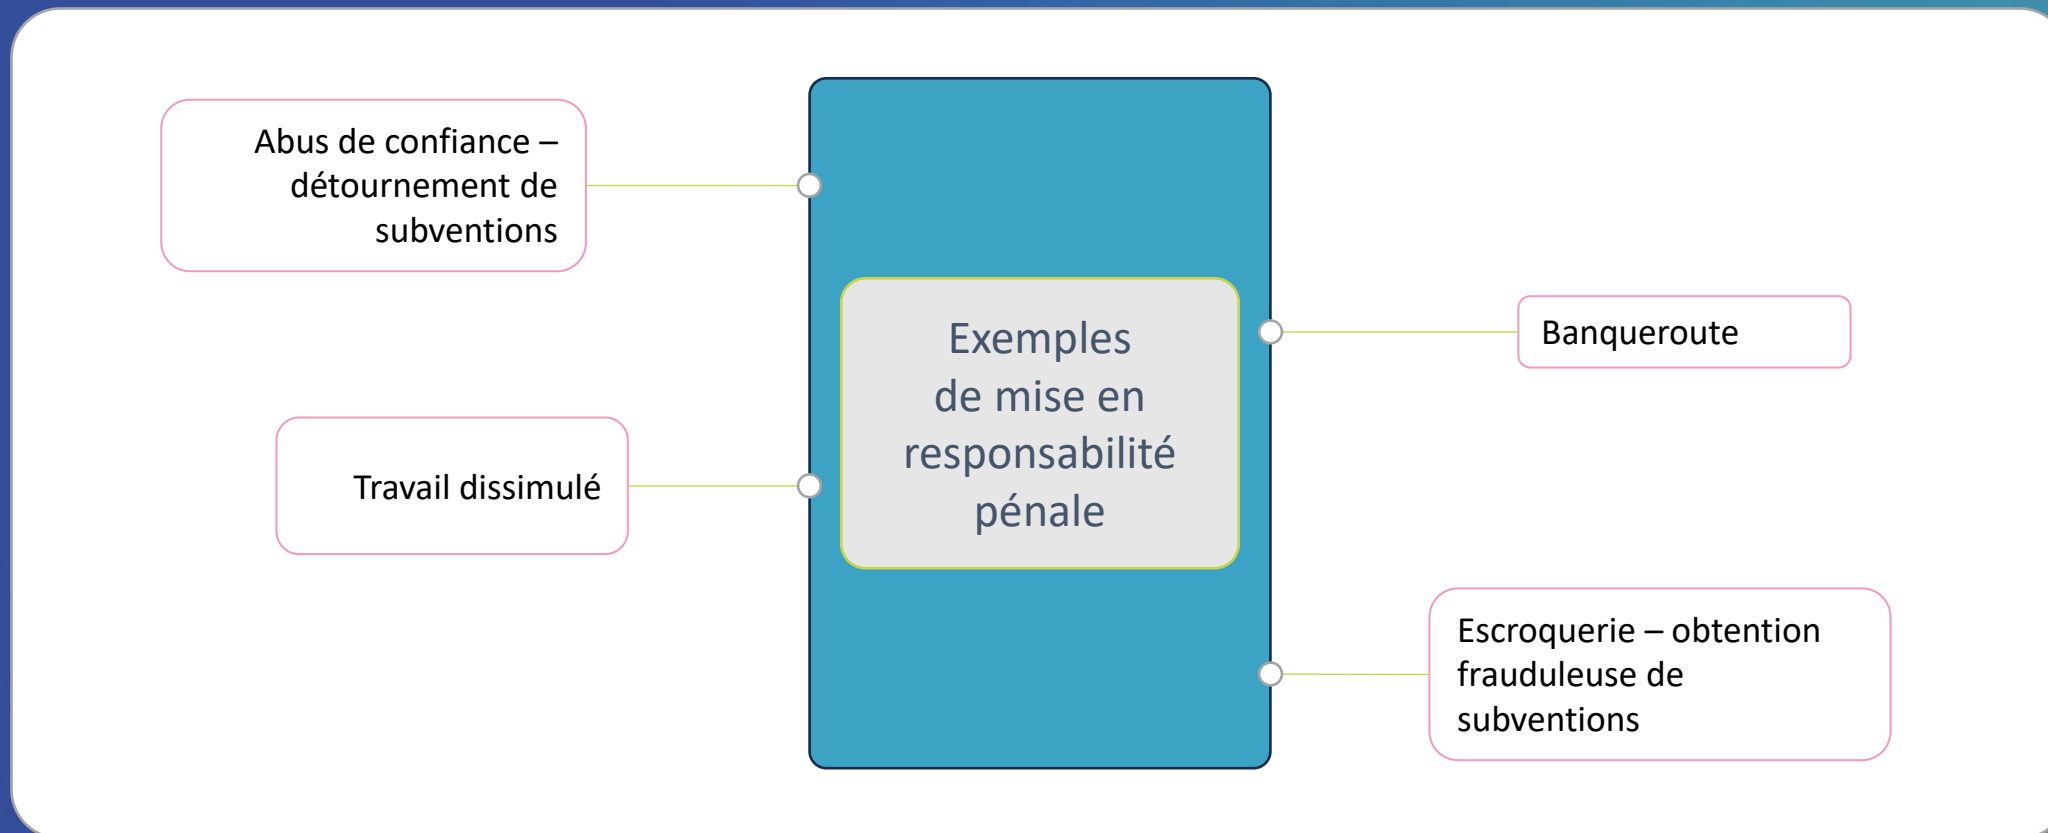 Abus de confiance –
détournement de
subventions
Travail dissimulé
Exemples
de mise en
responsabilité
pénale
Banqueroute
Escroquerie – obtention
frauduleuse de
subventions